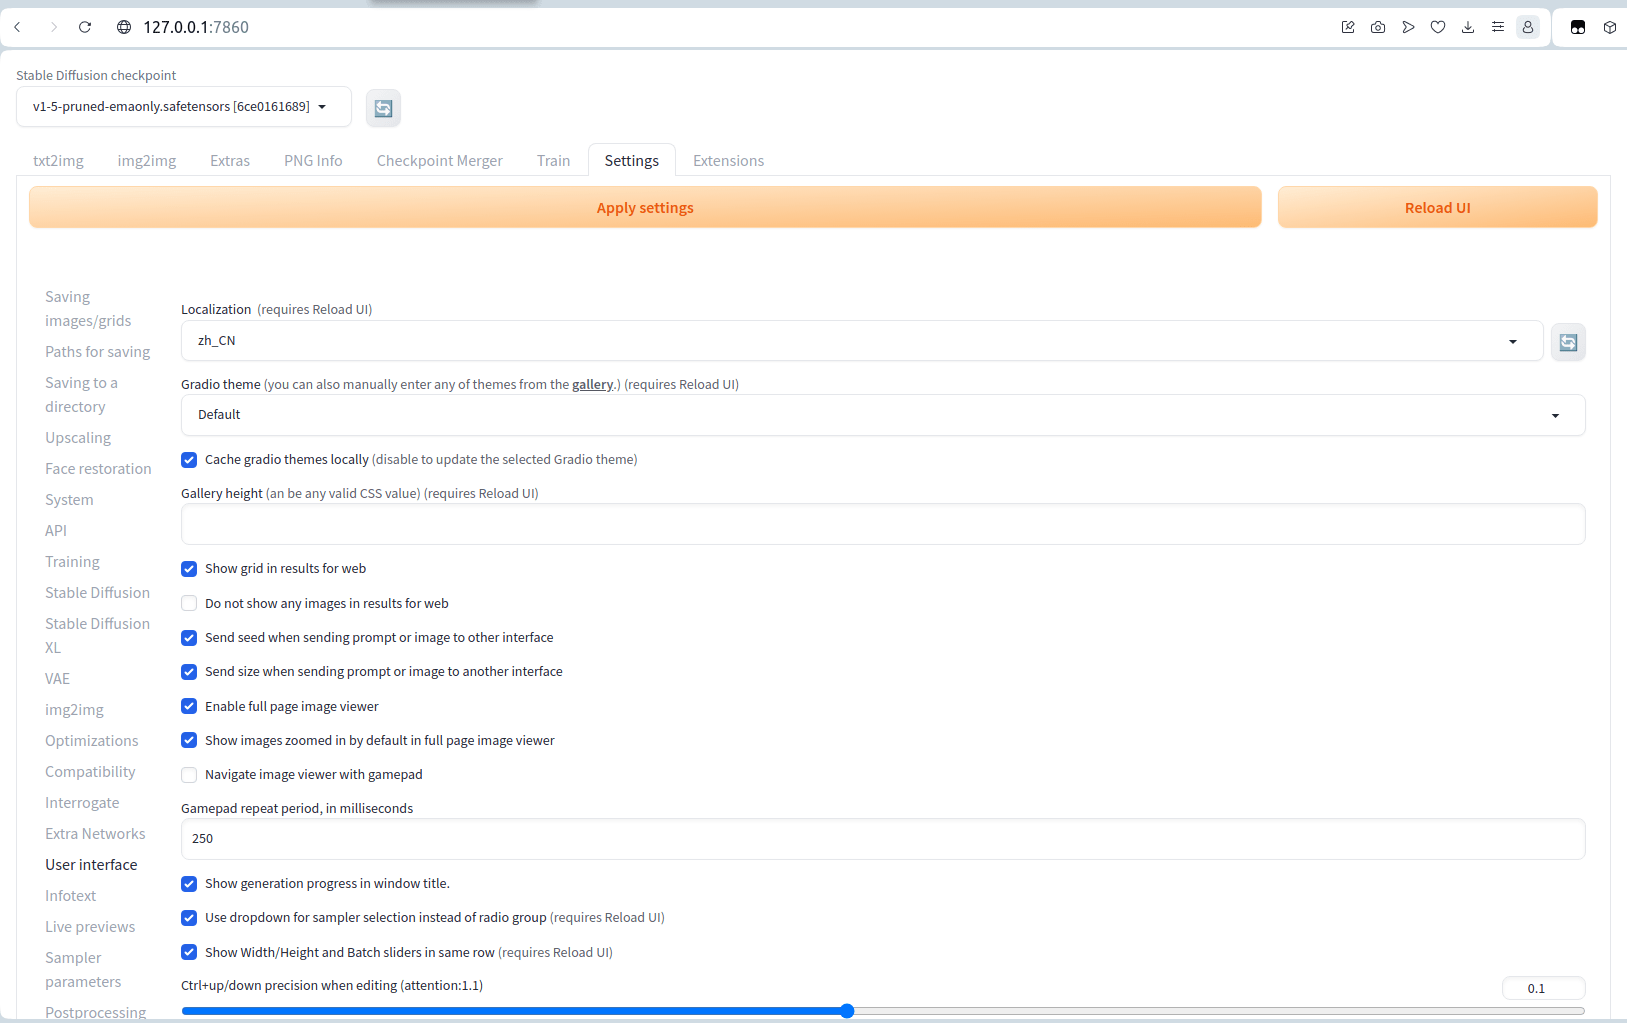 127.0.0.1:7860
Stable Diffusion checkpoint
v1-5-pruned-emaonly.safetensors [6ce0161689]
txt2img img2img Extras PNG Info Checkpoint Merger Train Settings Extensions
Apply settings Reload UI
Saving
images/grids
Paths for saving
Saving to a
directory
Upscaling
Face restoration
System
API
Training
Stable Diffusion
Stable Diffusion
XL
VAE
img2img
Optimizations
Compatibility
Interrogate
Extra Networks
User interface
Infotext
Live previews
Sampler
parameters
Postprocessing
Localization (requires Reload UI)
zh_CN
Gradio theme (you can also manually enter any of themes from the gallery.) (requires Reload UI)
Default
Cache gradio themes locally (disable to update the selected Gradio theme)
Gallery height (an be any valid CSS value) (requires Reload UI)
Show grid in results for web
Do not show any images in results for web
Send seed when sending prompt or image to other interface
Send size when sending prompt or image to another interface
Enable full page image viewer
Show images zoomed in by default in full page image viewer
Navigate image viewer with gamepad
Gamepad repeat period, in milliseconds
250
Show generation progress in window title.
Use dropdown for sampler selection instead of radio group (requires Reload UI)
Show Width/Height and Batch sliders in same row (requires Reload UI)
Ctrl+up/down precision when editing (attention:1.1)
0.1